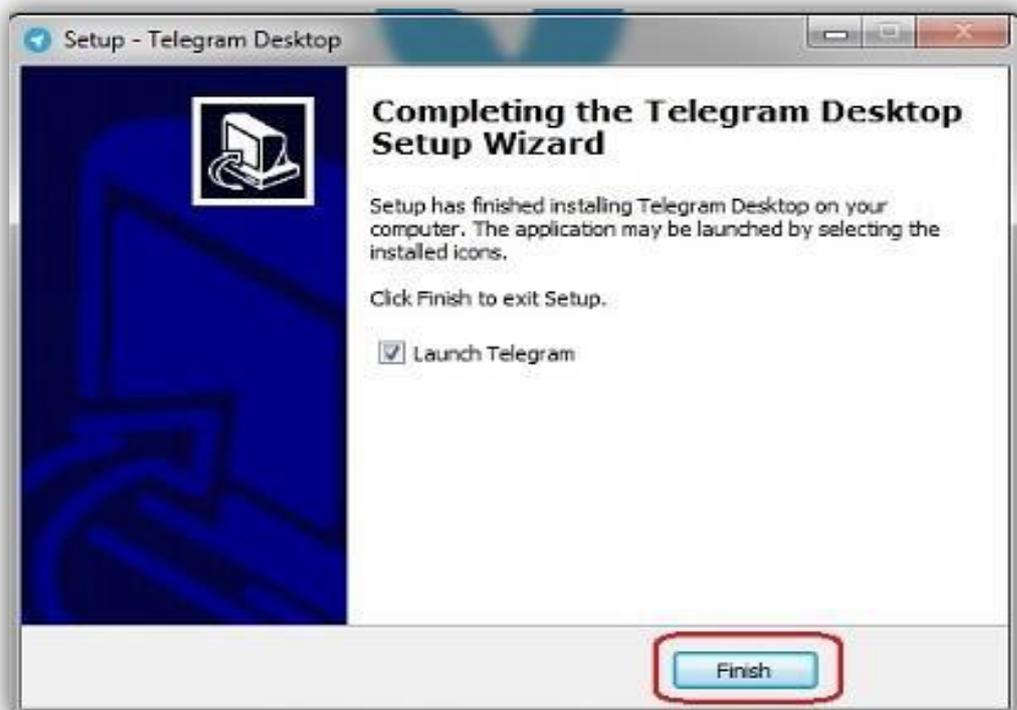 Setup - Telegram Desktop
Completing the Telegram Desktop
Setup Wizard
Setup has finished installing Telegram Desktop on your
computer. The application may be launched by selecting the
installed icons.
Click Finish to exit Setup.
Launch Telegram
Finish